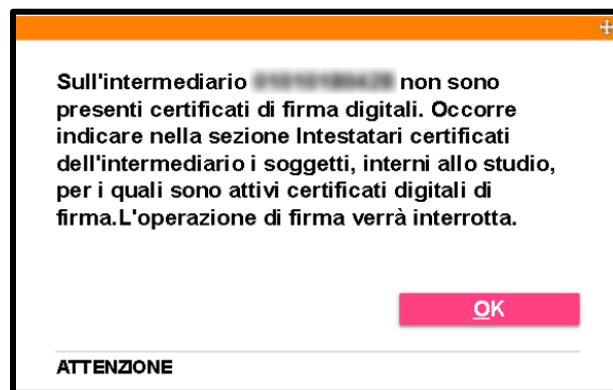 Sull'intermediario non sono
presenti certificati di firma digitali. Occorre
indicare nella sezione Intestatari certificati
dell'intermediario i soggetti, interni allo studio,
per i quali sono attivi certificati digitali di
firma.L'operazione di firma verrà interrotta.
OK
ATTENZIONE